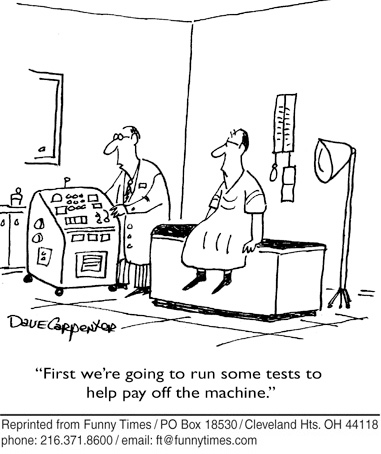 DAVE CARPENTER
“First we’re going to run some tests to
help pay off the machine.”
Reprinted from Funny Times / PO Box 18530 / Cleveland Hts. OH 44118
phone: 216.371.8600 / email: ft@funnytimes.com